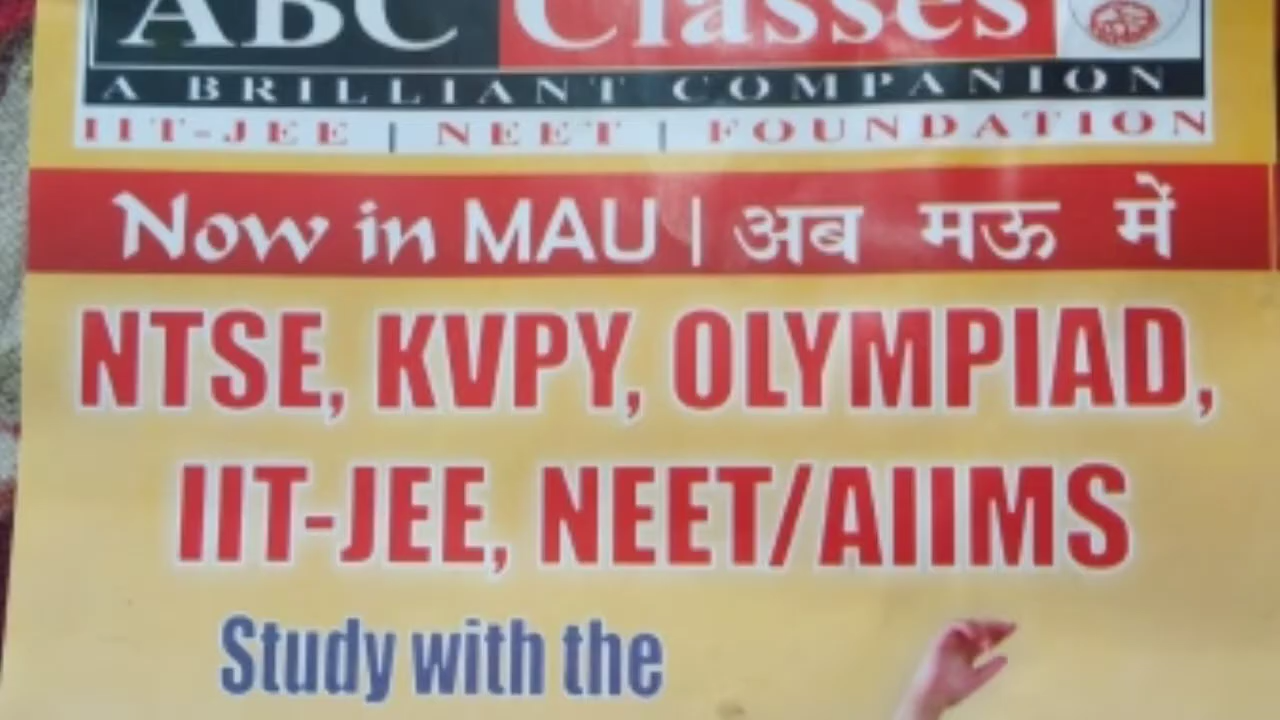 ABC Classes
A BRILLIANT COMPANION
IIT-JEE | NEET | FOUNDATION
Now in MAU | अब मऊ में
NTSE, KVPY, OLYMPIAD,
IIT-JEE, NEET/AIIMS
Study with the